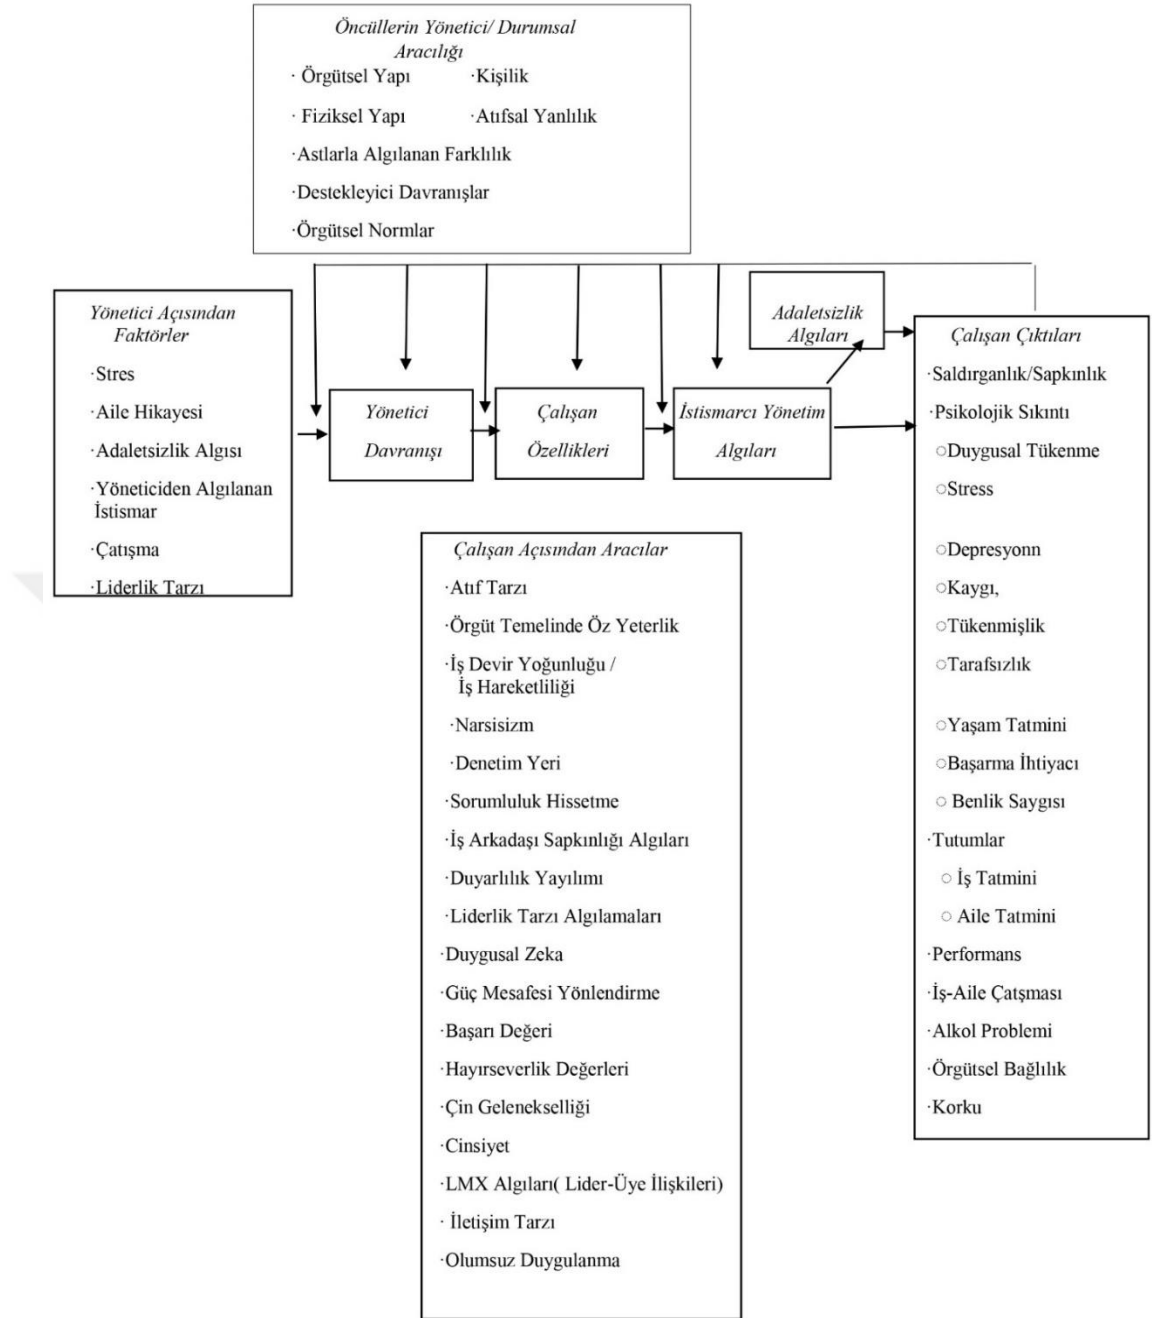 Öncüllerin Yönetici/ Durumsal
Aracılığı
· Örgütsel Yapı ·Kişilik
· Fiziksel Yapı ·Atıfsal Yanlılık
·Astlarla Algılanan Farklılık
·Destekleyici Davranışlar
·Örgütsel Normlar
Yönetici Açısından
Faktörler
·Stres
·Aile Hikayesi
·Adaletsizlik Algısı
·Yöneticiden Algılanan
İstismar
·Çatışma
·Liderlik Tarzı
Yönetici
Davranışı
Çalışan
Özellikleri
İstismarcı Yönetim
Algıları
Adaletsizlik
Algıları
Çalışan Çıktıları
·Saldırganlık/Sapkınlık
·Psikolojik Sıkıntı
○Duygusal Tükenme
○Stress
○Depresyonn
○Kaygı,
○Tükenmişlik
○Tarafsızlık
○Yaşam Tatmini
○Başarma İhtiyacı
○ Benlik Saygısı
·Tutumlar
○ İş Tatmini
○ Aile Tatmini
·Performans
·İş-Aile Çatşması
·Alkol Problemi
·Örgütsel Bağlılık
·Korku
Çalışan Açısından Aracılar
·Atıf Tarzı
·Örgüt Temelinde Öz Yeterlik
·İş Devir Yoğunluğu /
İş Hareketliliği
·Narsisizm
·Denetim Yeri
·Sorumluluk Hissetme
·İş Arkadaşı Sapkınlığı Algıları
·Duyarlılık Yayılımı
·Liderlik Tarzı Algılamaları
·Duygusal Zeka
·Güç Mesafesi Yönlendirme
·Başarı Değeri
·Hayırseverlik Değerleri
·Çin Gelenekselliği
·Cinsiyet
·LMX Algıları( Lider-Üye İlişkileri)
· İletişim Tarzı
·Olumsuz Duygulanma